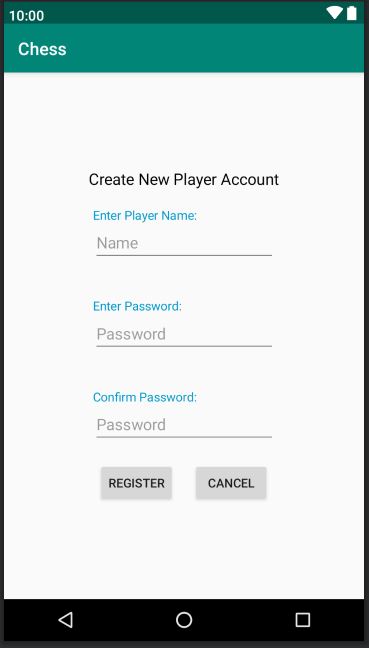 10:00
Chess
Create New Player Account
Enter Player Name:
Name
Enter Password:
Password
Confirm Password:
Password
REGISTER CANCEL